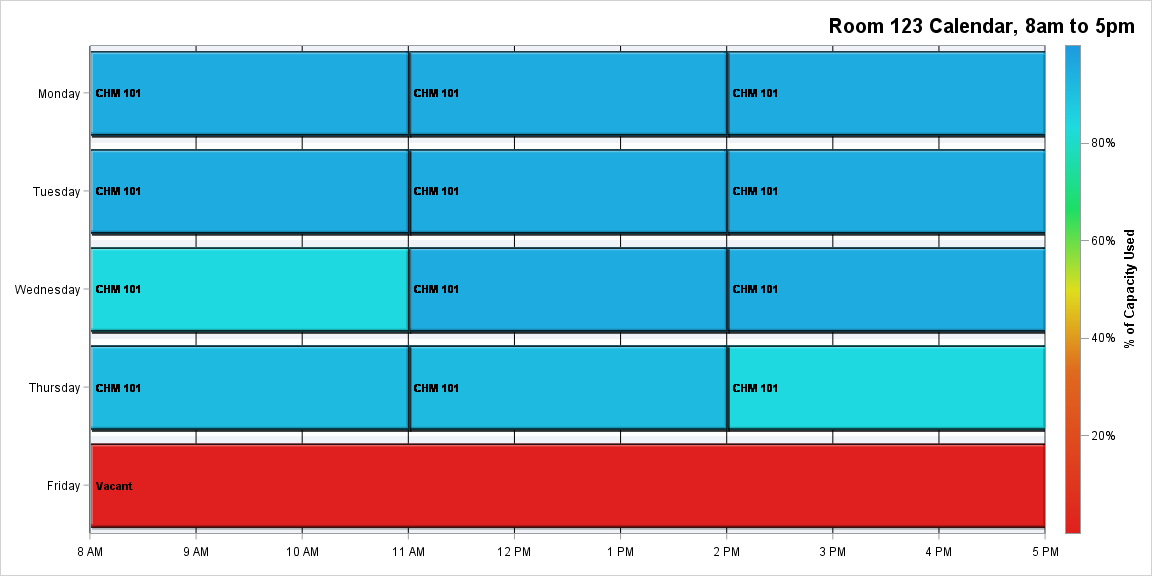 Room 123 Calendar, 8am to 5pm
Monday
CHM 101
CHM 101
CHM 101
Tuesday
CHM 101
CHM 101
CHM 101
Wednesday
CHM 101
CHM 101
CHM 101
Thursday
CHM 101
CHM 101
CHM 101
Friday
Vacant
8 AM
9 AM
10 AM
11 AM
12 PM
1 PM
2 PM
3 PM
4 PM
5 PM
80%
60%
40%
20%
% of Capacity Used